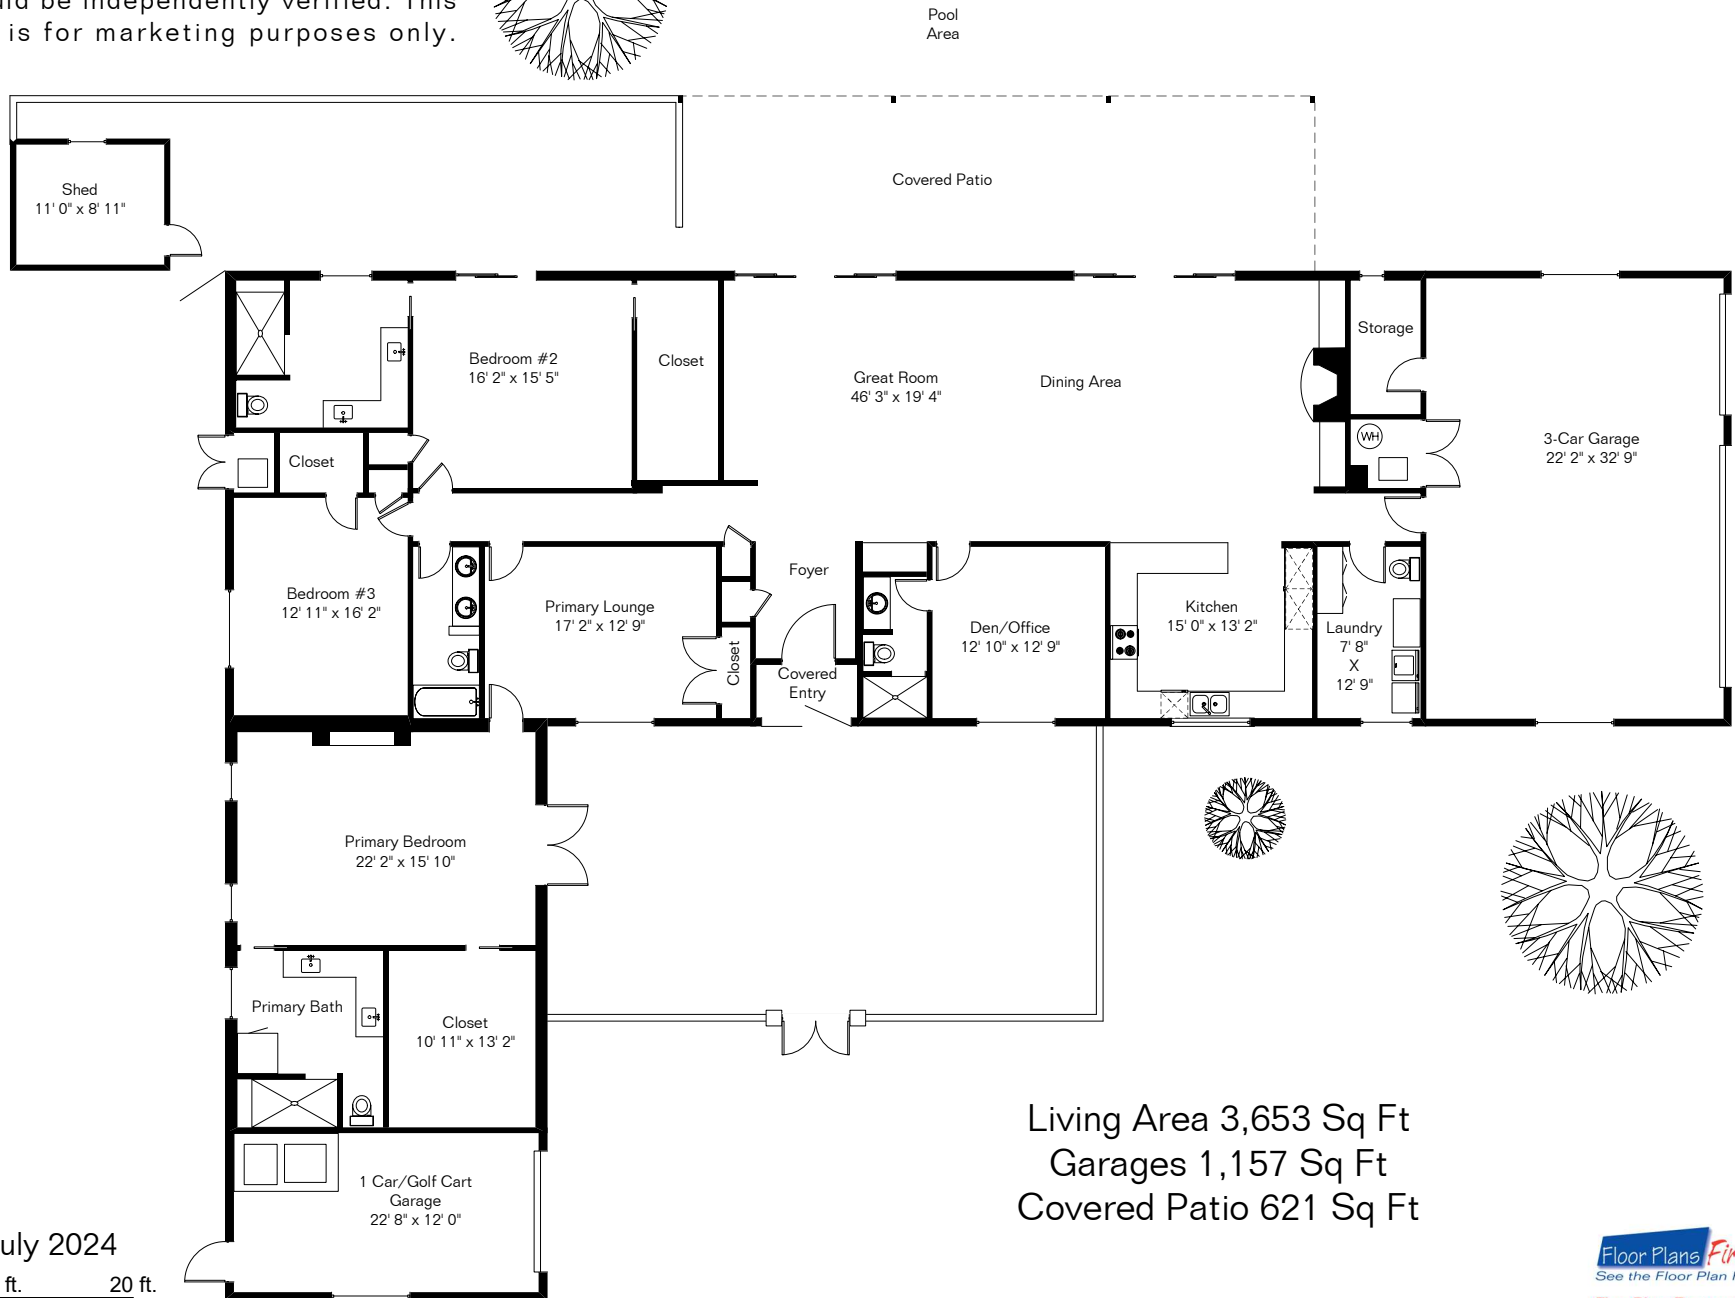 be independently verified. This
is for marketing purposes only.
Pool
Area
Covered Patio
Shed
11' 0" x 8' 11"
Bedroom #2
16' 2" x 15' 5"
Closet
Great Room
46' 3" x 19' 4"
Dining Area
Storage
WH
3-Car Garage
22' 2" x 32' 9"
Closet
Bedroom #3
12' 11" x 16' 2"
Primary Lounge
17' 2" x 12' 9"
Closet
Foyer
Covered
Entry
Den/Office
12' 10" x 12' 9"
Kitchen
15' 0" x 13' 2"
Laundry
7' 8"
X
12' 9"
Primary Bedroom
22' 2" x 15' 10"
Primary Bath
Closet
10' 11" x 13' 2"
1 Car/Golf Cart
Garage
22' 8" x 12' 0"
Living Area 3,653 Sq Ft
Garages 1,157 Sq Ft
Covered Patio 621 Sq Ft
2024
ft. 20 ft.
Floor Plans
See the Floor Plan